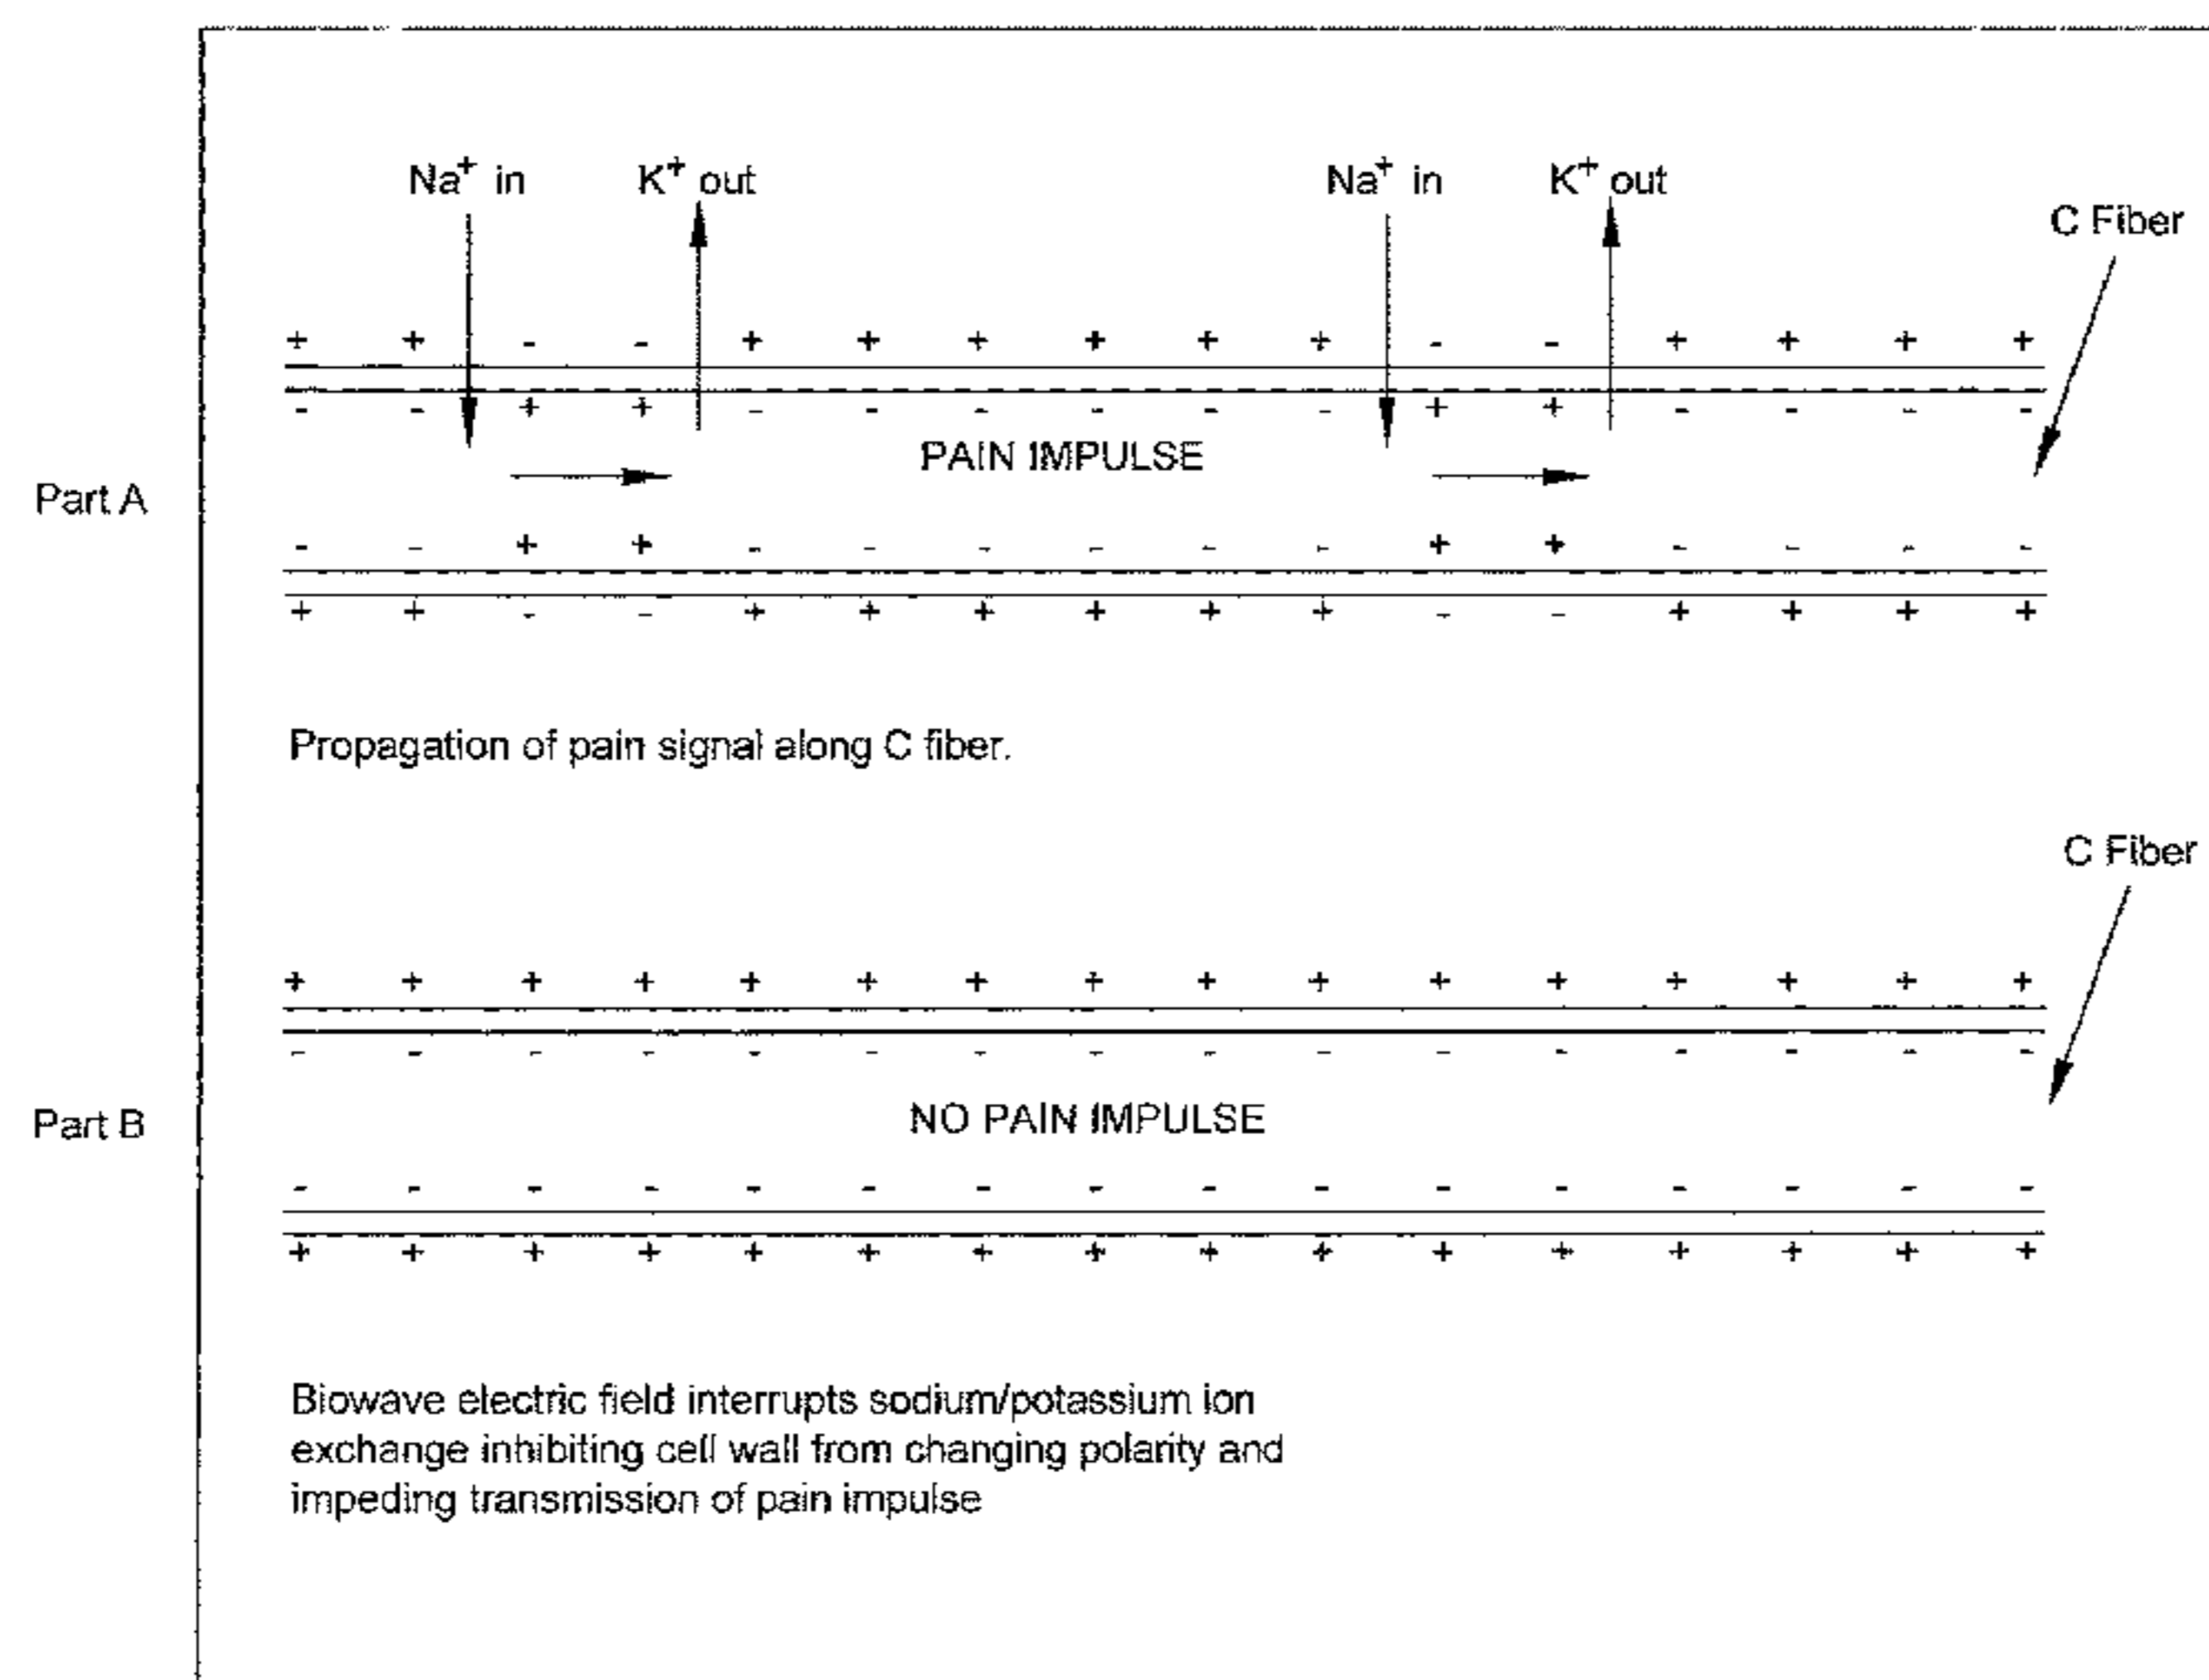 Na⁺ in K⁺ out Na⁺ in K⁺ out
C Fiber
+ + - - + + + + + + - - + + + +
- - + + - - - - - - + + - - - -
PAIN IMPULSE
Part A
- - + + - - - - - - + + - - - -
+ + - - + + + + + + - - + + + +
Propagation of pain signal along C fiber.
C Fiber
+ + + + + + + + + + + + + + + +
- - - - - - - - - - - - - - - -
Part B
NO PAIN IMPULSE
- - - - - - - - - - - - - - - -
+ + + + + + + + + + + + + + + +
Biowave electric field interrupts sodium/potassium ion
exchange inhibiting cell wall from changing polarity and
impeding transmission of pain impulse